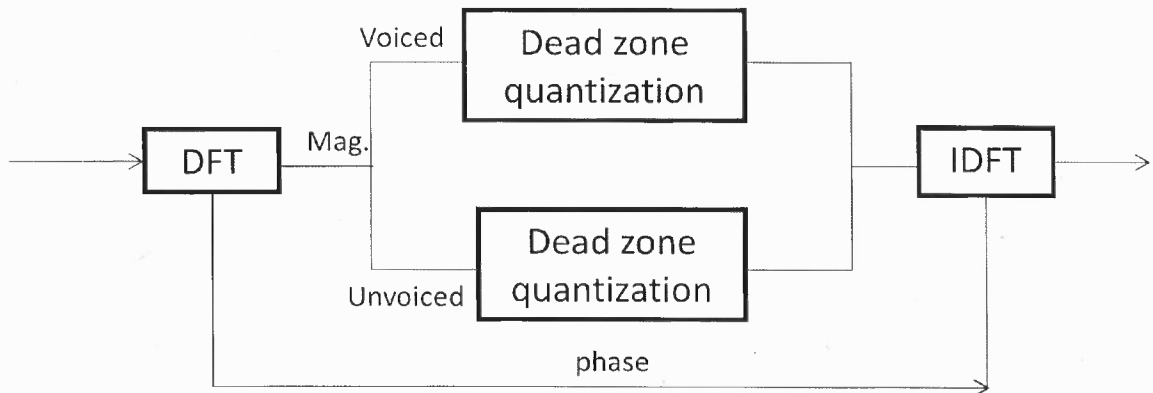 Voiced
Dead zone
quantization
DFT
Mag.
IDFT
Dead zone
quantization
Unvoiced
phase